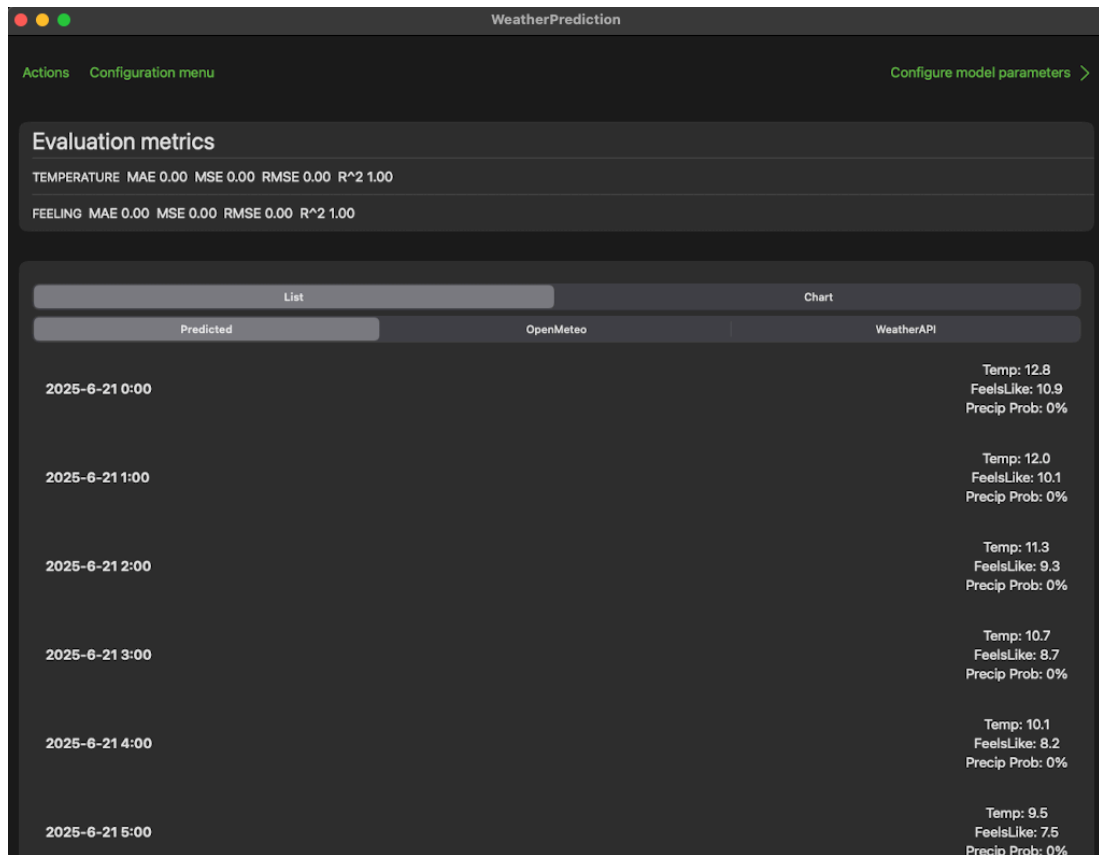 WeatherPrediction
Actions Configuration menu Configure model parameters
Evaluation metrics
TEMPERATURE MAE 0.00 MSE 0.00 RMSE 0.00 R^2 1.00
FEELING MAE 0.00 MSE 0.00 RMSE 0.00 R^2 1.00
List Chart
Predicted OpenMeteo WeatherAPI
2025-6-21 0:00
Temp: 12.8
FeelsLike: 10.9
Precip Prob: 0%
2025-6-21 1:00
Temp: 12.0
FeelsLike: 10.1
Precip Prob: 0%
2025-6-21 2:00
Temp: 11.3
FeelsLike: 9.3
Precip Prob: 0%
2025-6-21 3:00
Temp: 10.7
FeelsLike: 8.7
Precip Prob: 0%
2025-6-21 4:00
Temp: 10.1
FeelsLike: 8.2
Precip Prob: 0%
2025-6-21 5:00
Temp: 9.5
FeelsLike: 7.5
Precip Prob: 0%